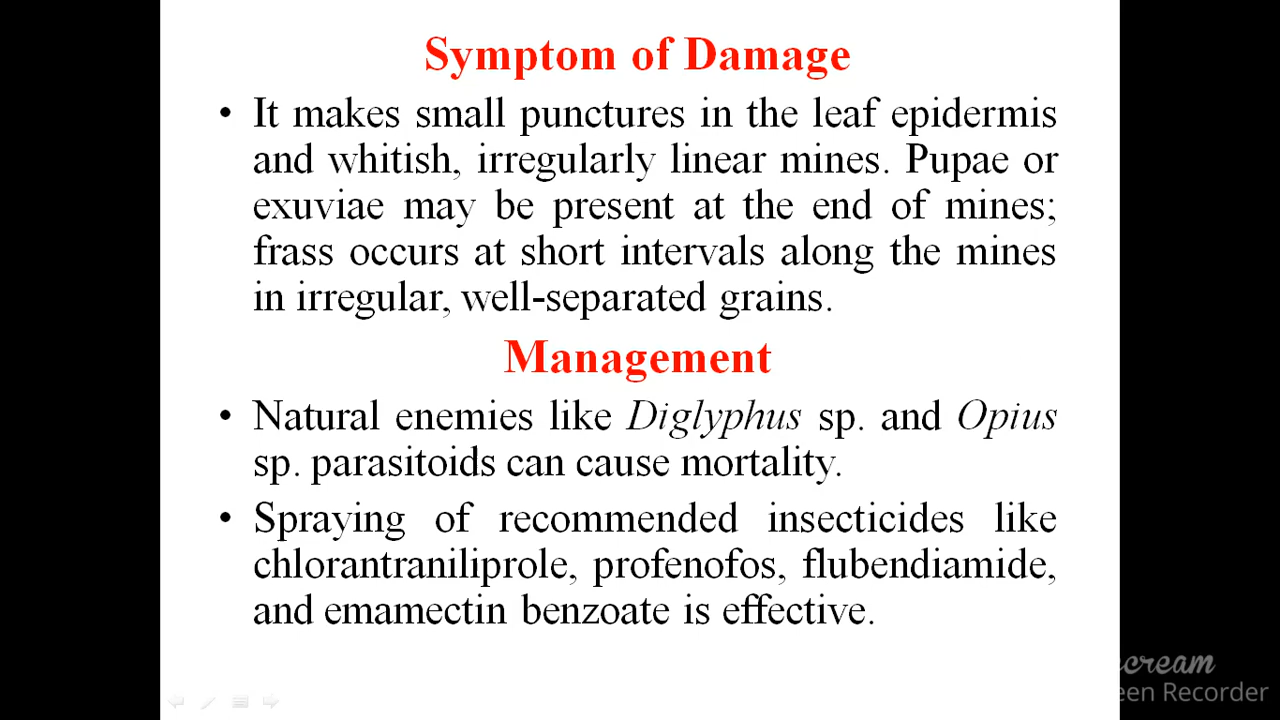 Symptom of Damage
• It makes small punctures in the leaf epidermis
and whitish, irregularly linear mines. Pupae or
exuviae may be present at the end of mines;
frass occurs at short intervals along the mines
in irregular, well-separated grains.
Management
• Natural enemies like Diglyphus sp. and Opius
sp. parasitoids can cause mortality.
• Spraying of recommended insecticides like
chlorantraniliprole, profenofos, flubendiamide,
and emamectin benzoate is effective.
cream
een Recorder